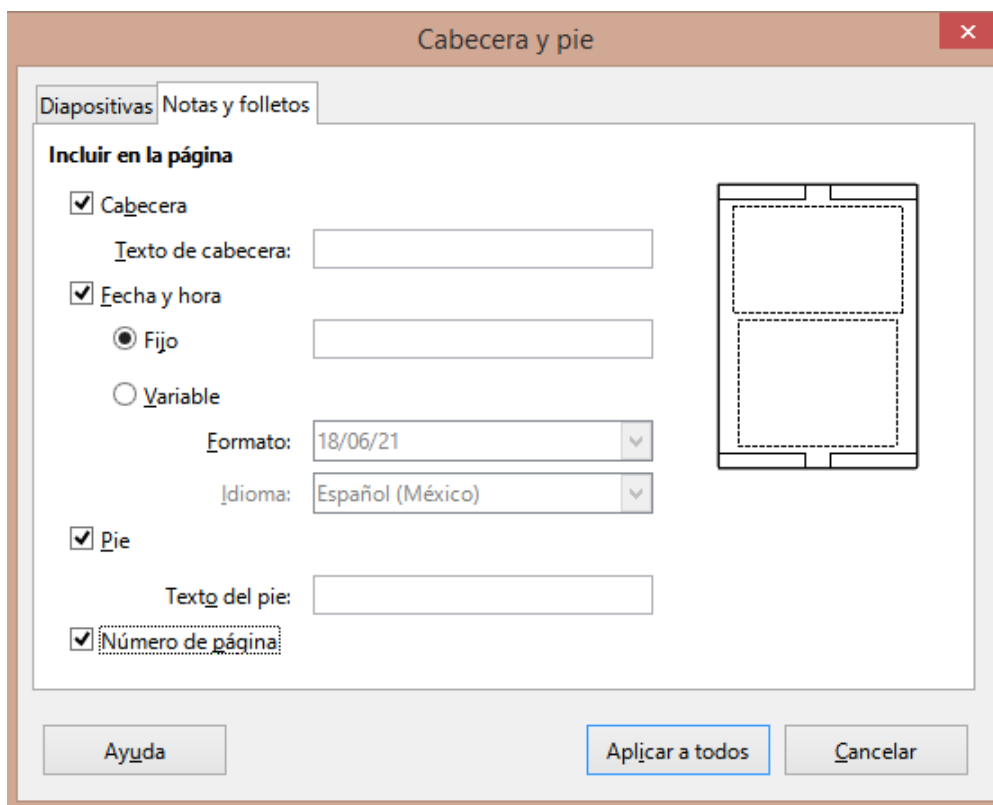 Cabecera y pie
Diapositivas Notas y folletos
Incluir en la página
Cabecera
Texto de cabecera:
Fecha y hora
Fijo
Variable
Formato: 18/06/21
Idioma: Español (México)
Pie
Texto del pie:
Número de página
Ayuda Aplicar a todos Cancelar